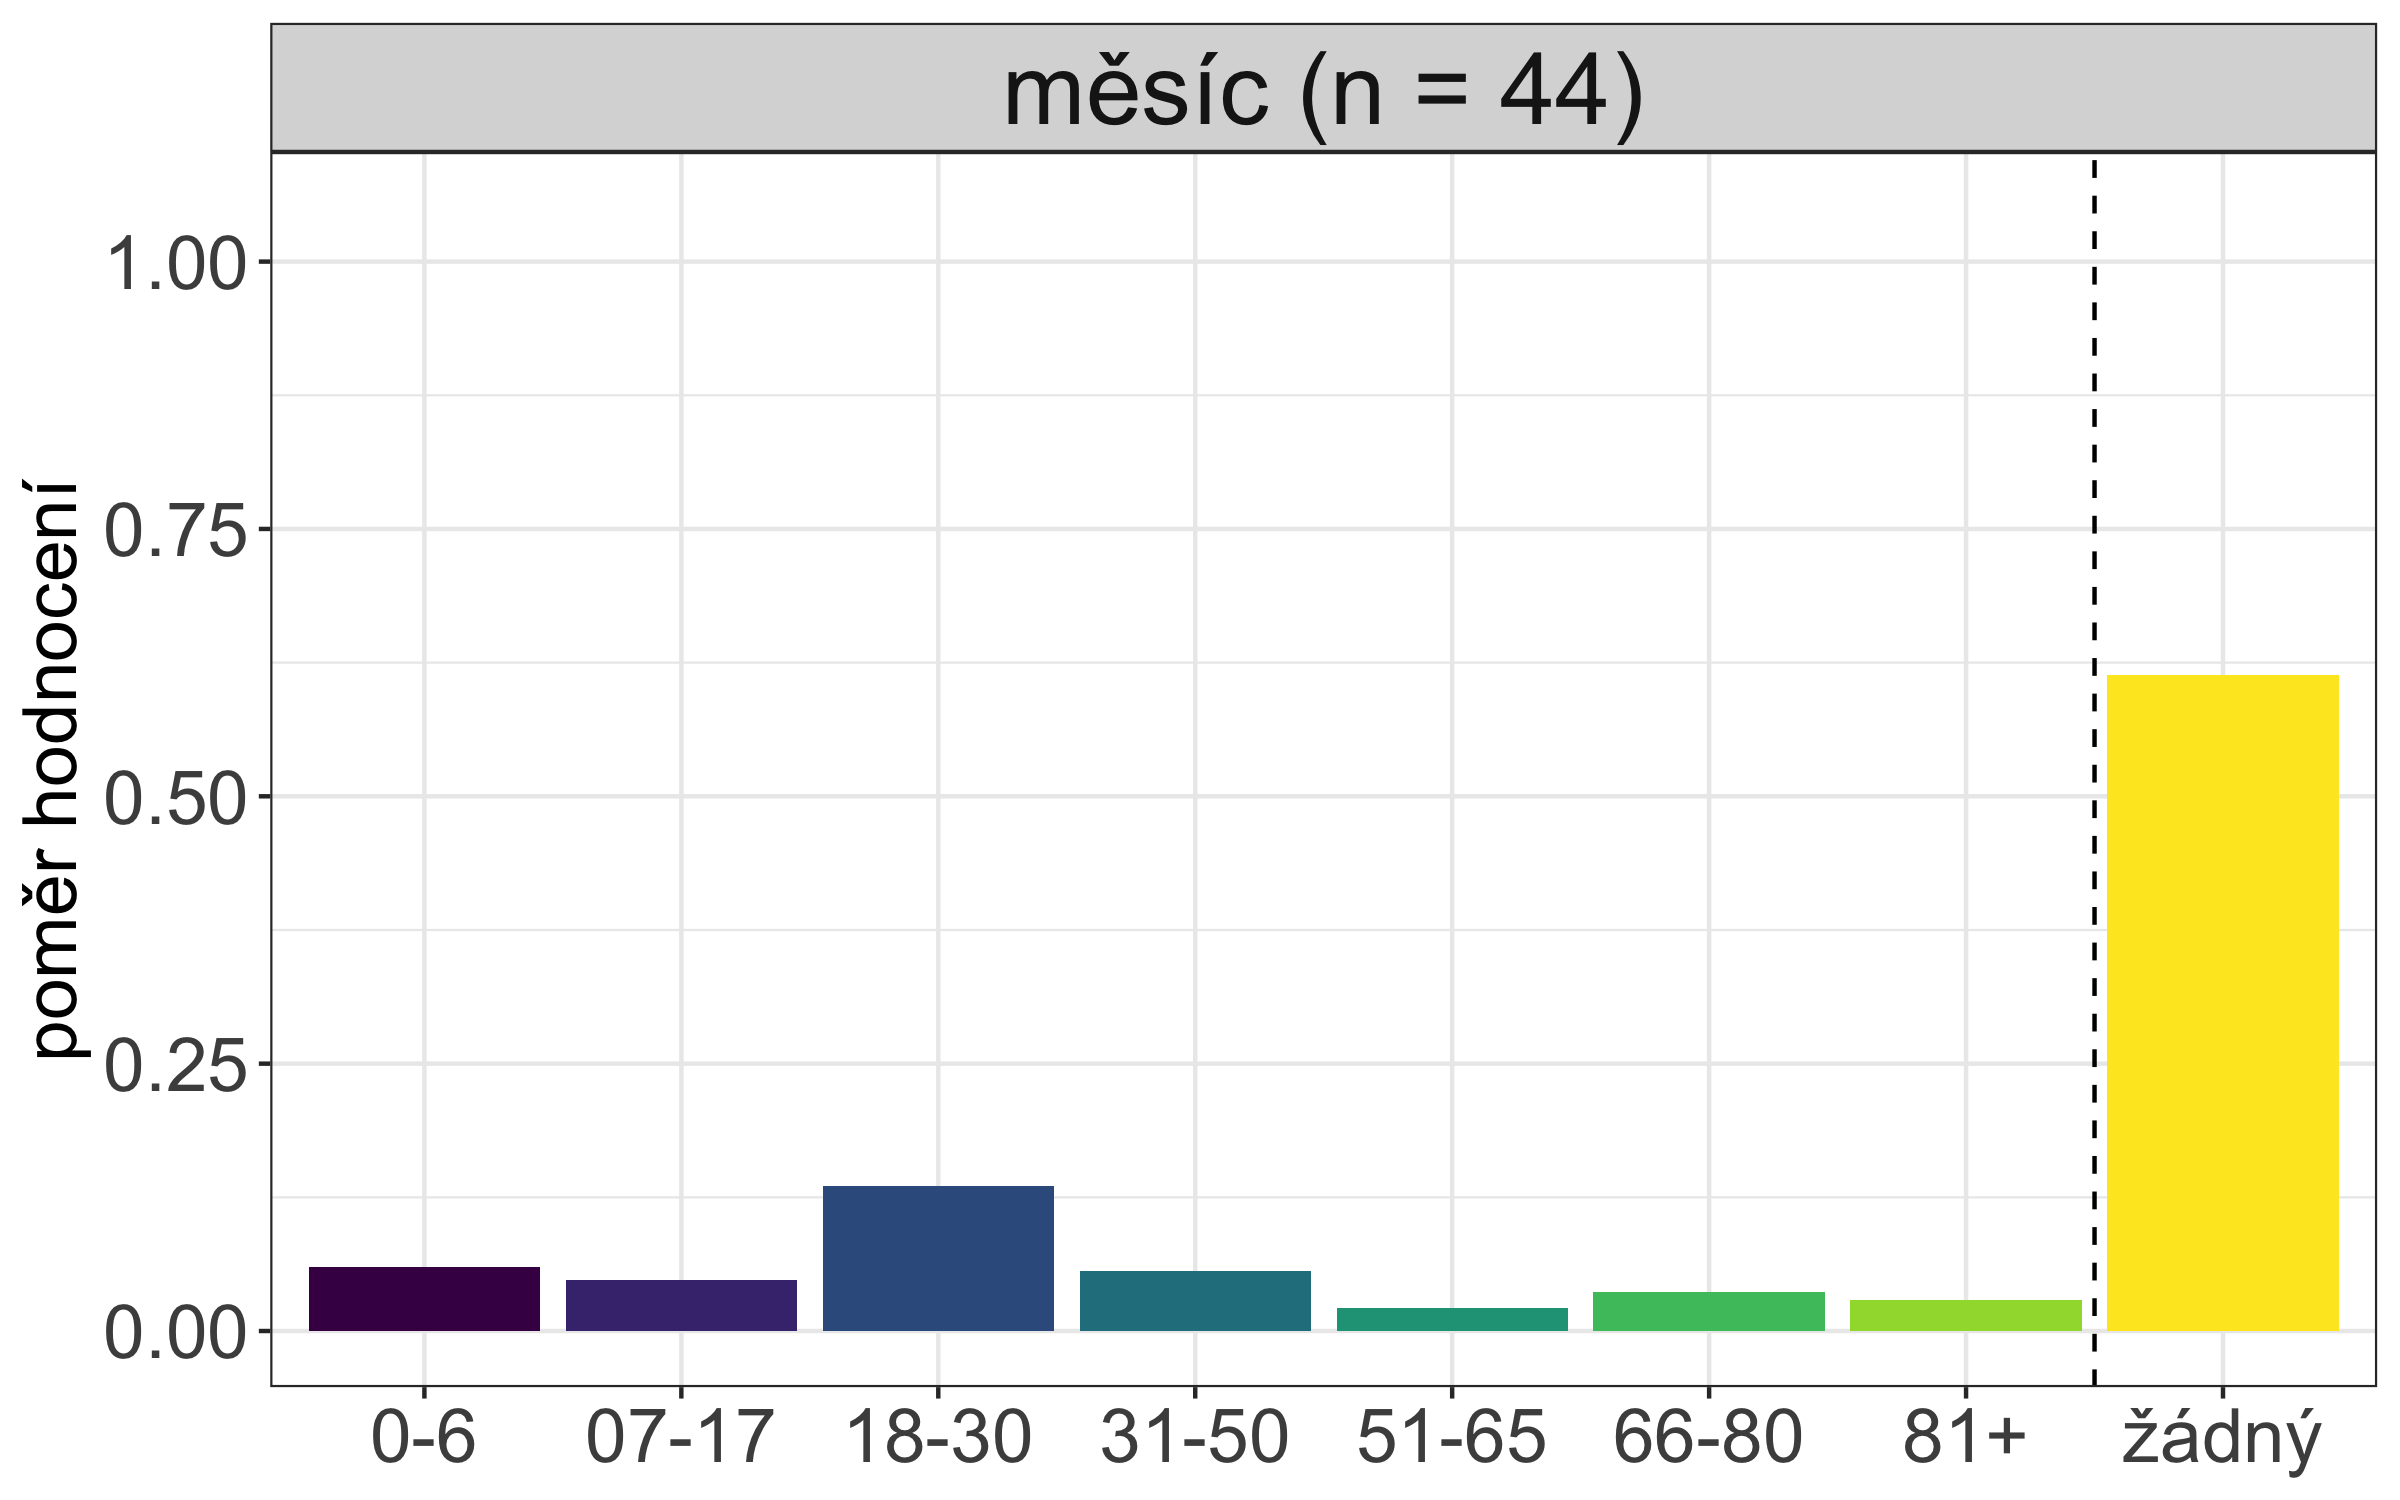 měsíc (n = 44)
poměr hodnocení
1.00
0.75
0.50
0.25
0.00
0-6 07-17 18-30 31-50 51-65 66-80 81+ žádný